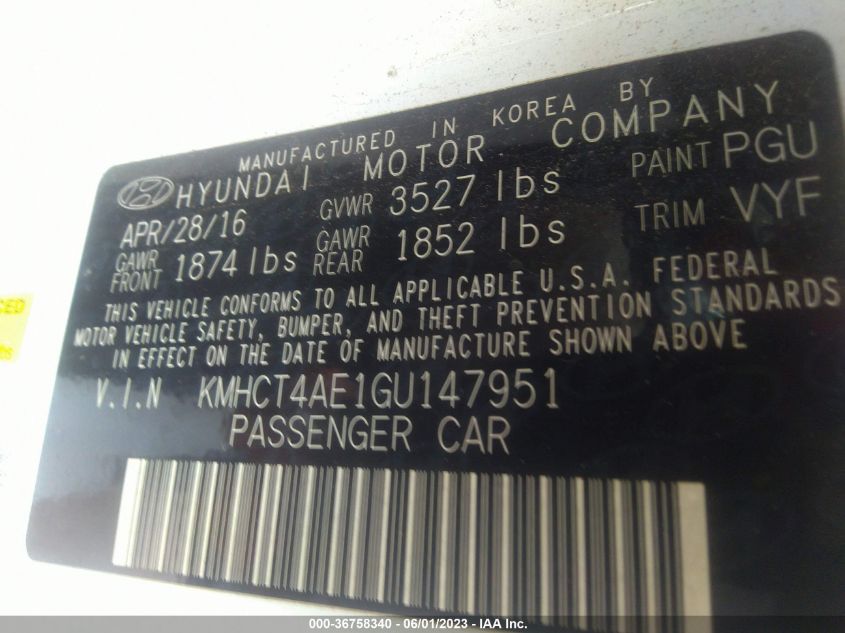 MANUFACTURED IN KOREA BY
HYUNDAI MOTOR COMPANY
APR/28/16 GVWR 3527 lbs PAINT PGU
GAWR FRONT 1874 lbs GAWR REAR 1852 lbs TRIM VYF
THIS VEHICLE CONFORMS TO ALL APPLICABLE U.S.A. FEDERAL
MOTOR VEHICLE SAFETY, BUMPER, AND THEFT PREVENTION STANDARDS
IN EFFECT ON THE DATE OF MANUFACTURE SHOWN ABOVE
V.I.N KMHCT4AE1GU147951
PASSENGER CAR
000-36758340 - 06/01/2023 - IAA Inc.